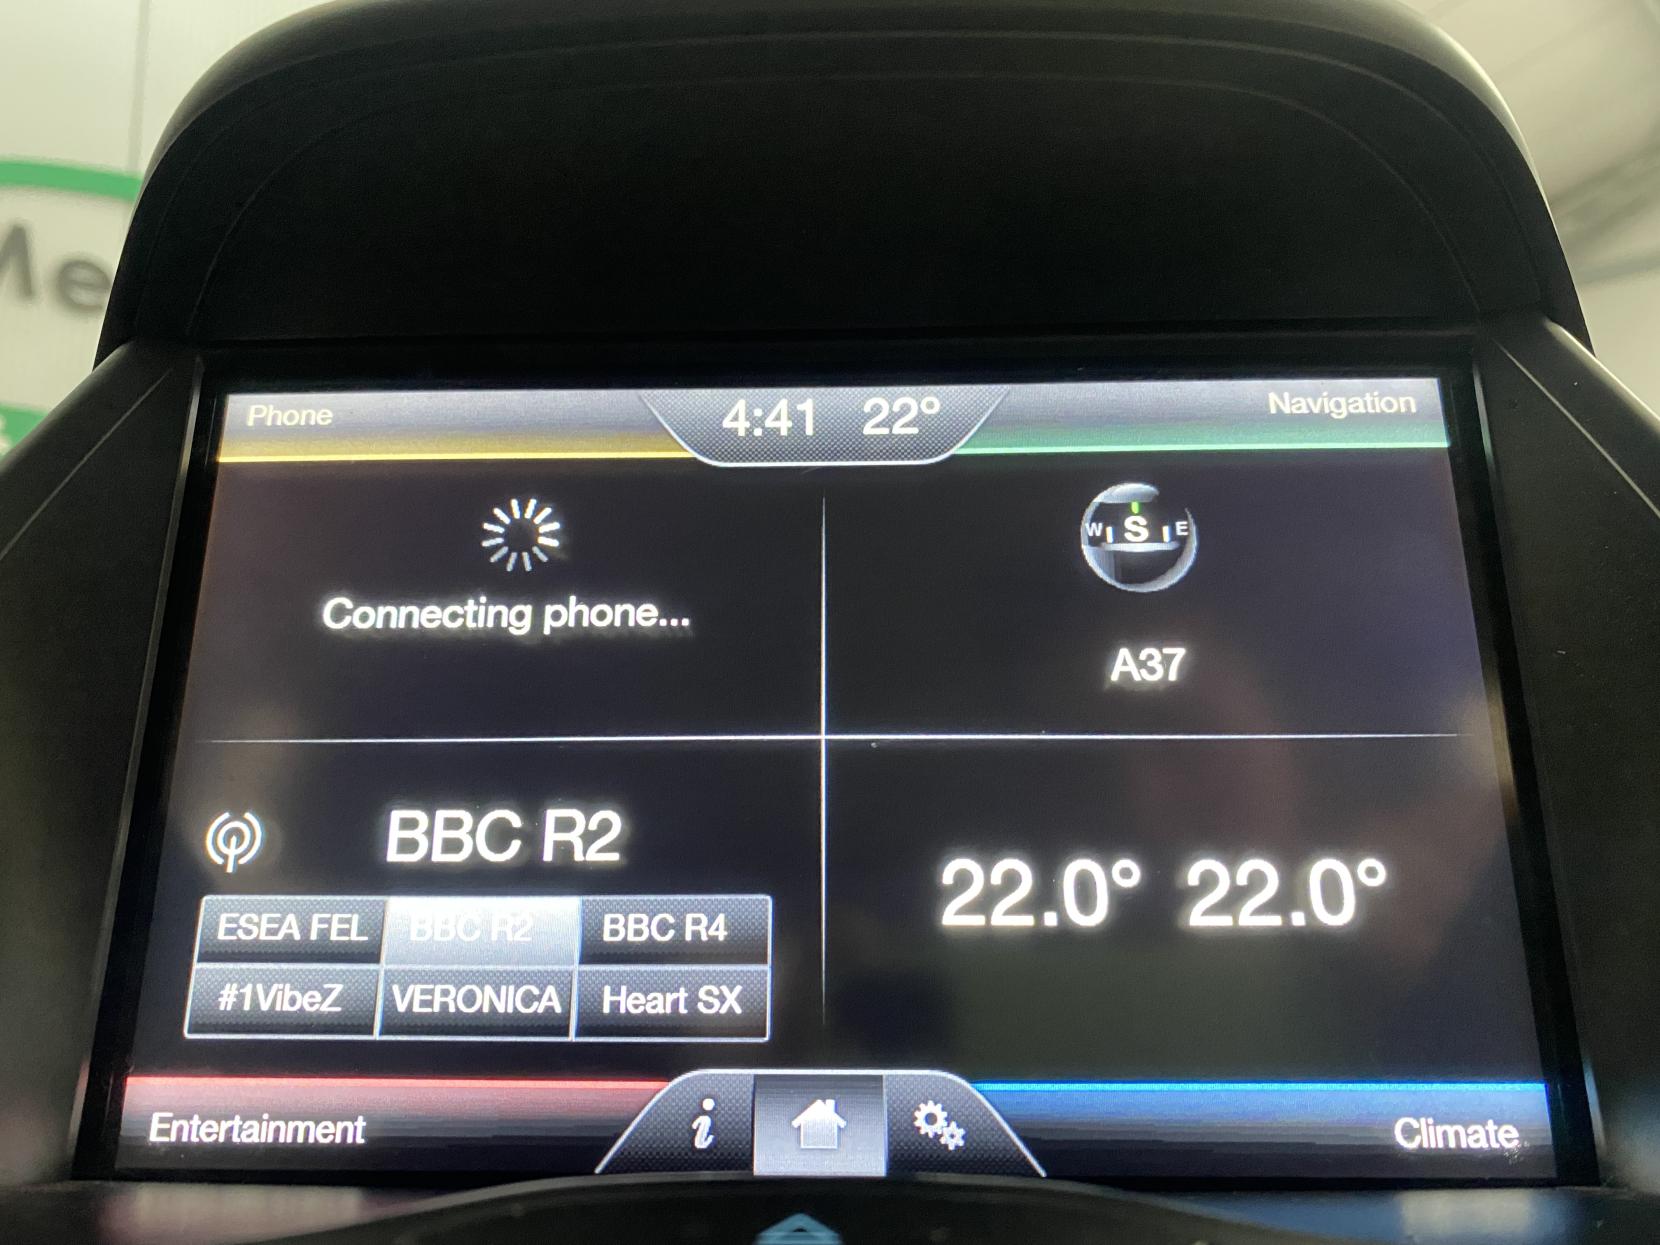 Me
Phone 4:41 22° Navigation
W S E
Connecting phone...
A37
BBC R2
22.0° 22.0°
ESEA FEL BBC R2 BBC R4
#1VibeZ VERONICA Heart SX
Entertainment i Climate